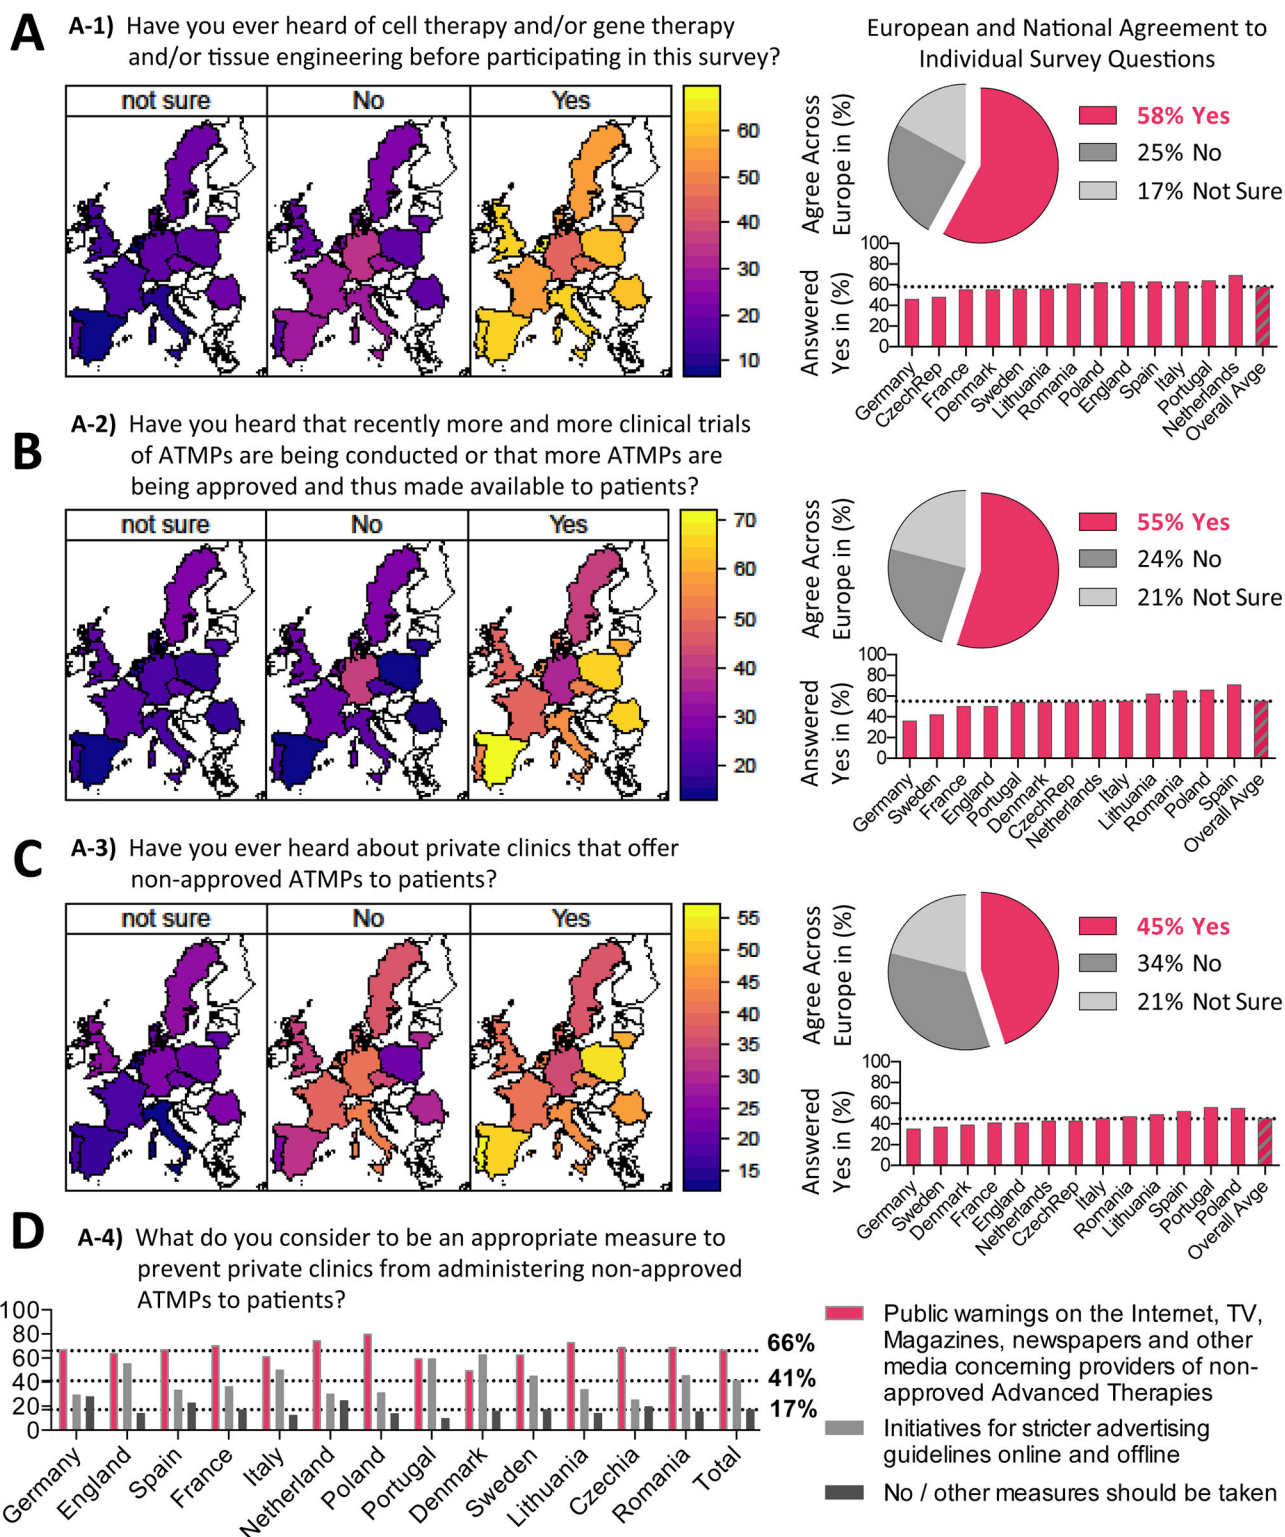 A
A-1) Have you ever heard of cell therapy and/or gene therapy
and/or tissue engineering before participating in this survey?
not sure
No
Yes
60
50
40
30
20
10
European and National Agreement to
Individual Survey Questions
Agree Across
Europe in (%)
58% Yes
25% No
17% Not Sure
Answered
Yes in (%)
100
80
60
40
20
0
Germany
CzechRep
France
Denmark
Sweden
Lithuania
Romania
Poland
England
Spain
Italy
Portugal
Netherlands
Overall Avge
B
A-2) Have you heard that recently more and more clinical trials
of ATMPs are being conducted or that more ATMPs are
being approved and thus made available to patients?
not sure
No
Yes
70
60
50
40
30
20
Agree Across
Europe in (%)
55% Yes
24% No
21% Not Sure
Answered
Yes in (%)
100
80
60
40
20
0
Germany
Sweden
France
England
Portugal
Denmark
CzechRep
Netherlands
Italy
Lithuania
Romania
Poland
Spain
Overall Avge
C
A-3) Have you ever heard about private clinics that offer
non-approved ATMPs to patients?
not sure
No
Yes
55
50
45
40
35
30
25
20
15
Agree Across
Europe in (%)
45% Yes
34% No
21% Not Sure
Answered
Yes in (%)
100
80
60
40
20
0
Germany
Sweden
Denmark
France
England
Netherlands
CzechRep
Italy
Romania
Lithuania
Spain
Portugal
Poland
Overall Avge
D
A-4) What do you consider to be an appropriate measure to
prevent private clinics from administering non-approved
ATMPs to patients?
100
80
60
40
20
0
66%
41%
17%
Germany
England
Spain
France
Italy
Netherland
Poland
Portugal
Denmark
Sweden
Lithuania
Czechia
Romania
Total
Public warnings on the Internet, TV,
Magazines, newspapers and other
media concerning providers of non-
approved Advanced Therapies
Initiatives for stricter advertising
guidelines online and offline
No / other measures should be taken